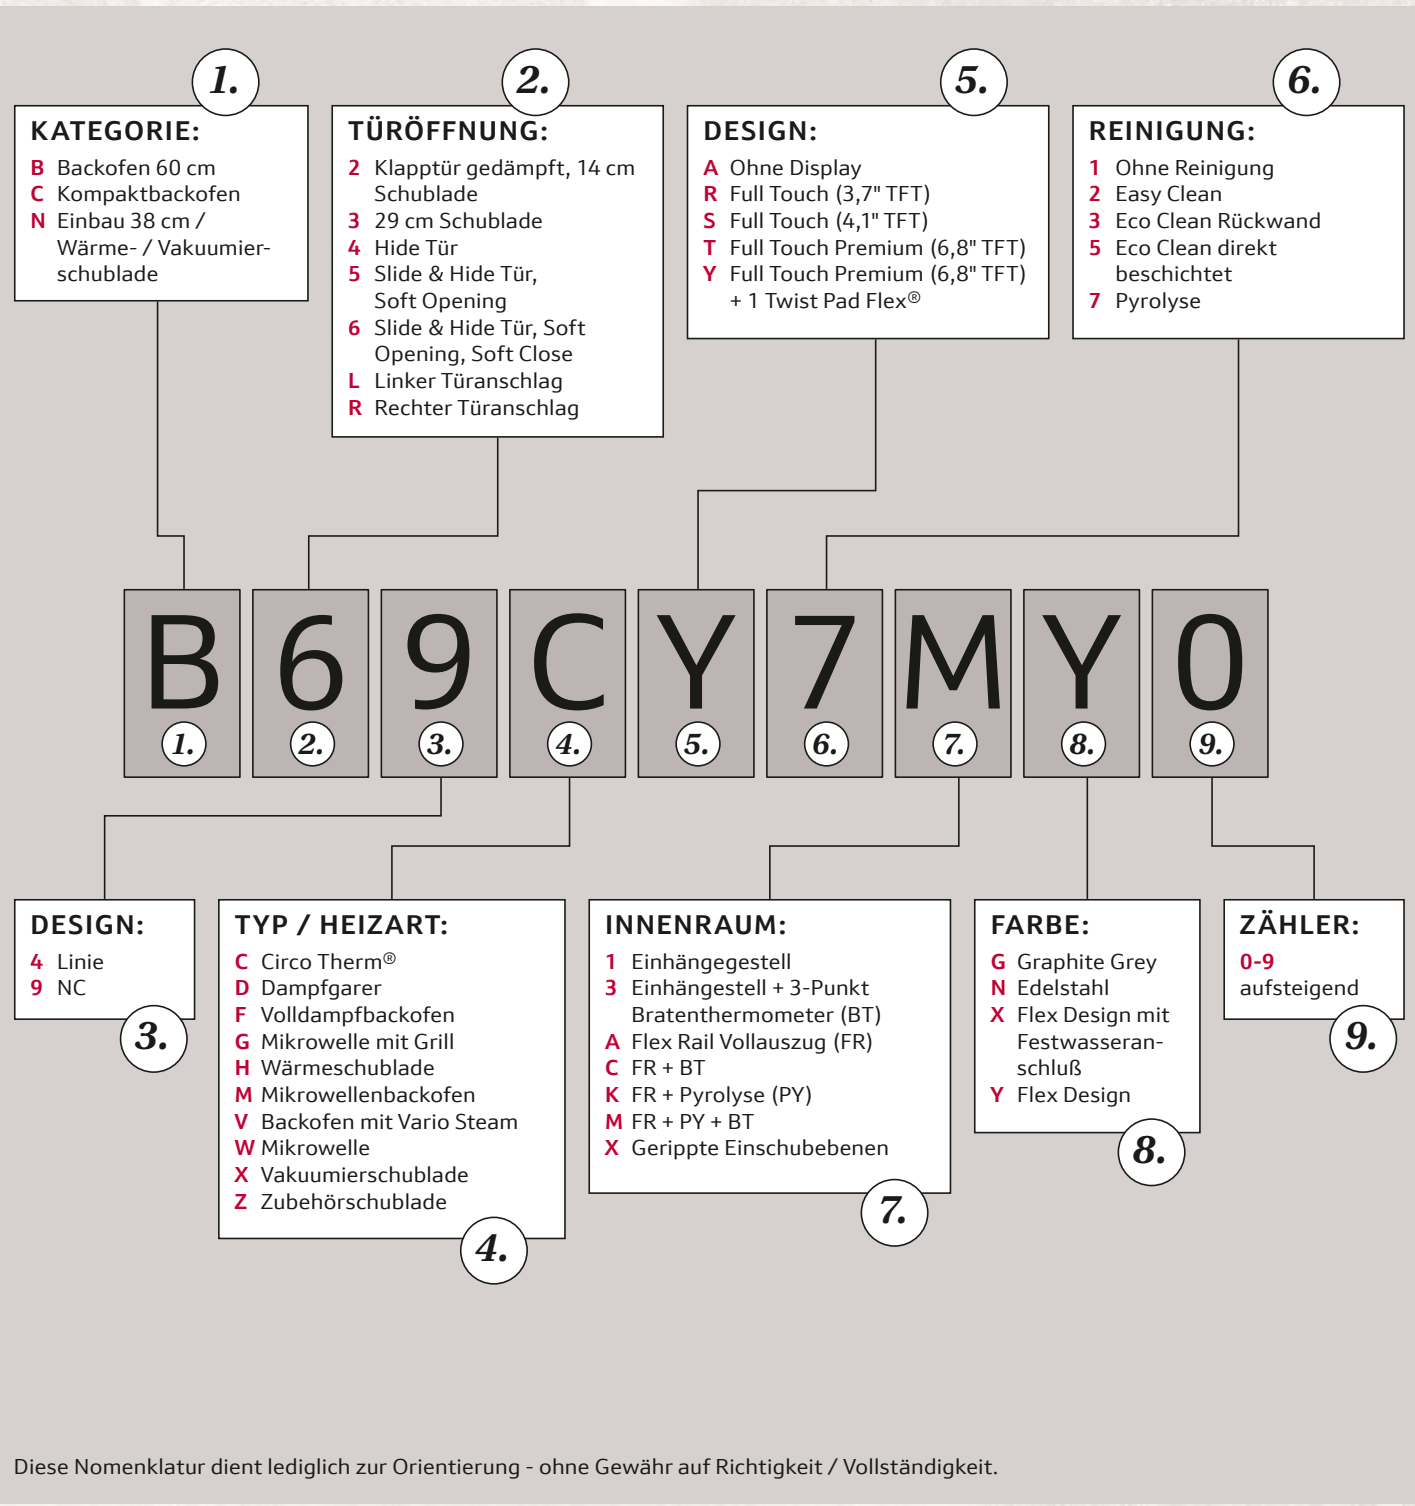 1.
KATEGORIE:
B Backofen 60 cm
C Kompaktbackofen
N Einbau 38 cm /
Wärme- / Vakuumier-
schublade
2.
TÜRÖFFNUNG:
2 Klapptür gedämpft, 14 cm
Schublade
3 29 cm Schublade
4 Hide Tür
5 Slide & Hide Tür,
Soft Opening
6 Slide & Hide Tür, Soft
Opening, Soft Close
L Linker Türanschlag
R Rechter Türanschlag
5.
DESIGN:
A Ohne Display
R Full Touch (3,7" TFT)
S Full Touch (4,1" TFT)
T Full Touch Premium (6,8" TFT)
Y Full Touch Premium (6,8" TFT)
+ 1 Twist Pad Flex®
6.
REINIGUNG:
1 Ohne Reinigung
2 Easy Clean
3 Eco Clean Rückwand
5 Eco Clean direkt
beschichtet
7 Pyrolyse
B 6 9 C Y 7 M Y 0
1. 2. 3. 4. 5. 6. 7. 8. 9.
DESIGN:
4 Linie
9 NC
3.
TYP / HEIZART:
C Circo Therm®
D Dampfgarer
F Volldampfbackofen
G Mikrowelle mit Grill
H Wärmeschublade
M Mikrowellenbackofen
V Backofen mit Vario Steam
W Mikrowelle
X Vakuumierschublade
Z Zubehörschublade
4.
INNENRAUM:
1 Einhängegestell
3 Einhängestell + 3-Punkt
Bratenthermometer (BT)
A Flex Rail Vollauszug (FR)
C FR + BT
K FR + Pyrolyse (PY)
M FR + PY + BT
X Gerippte Einschubebenen
7.
FARBE:
G Graphite Grey
N Edelstahl
X Flex Design mit
Festwasseran-
schluß
Y Flex Design
8.
ZÄHLER:
0-9
aufsteigend
9.
Diese Nomenklatur dient lediglich zur Orientierung - ohne Gewähr auf Richtigkeit / Vollständigkeit.